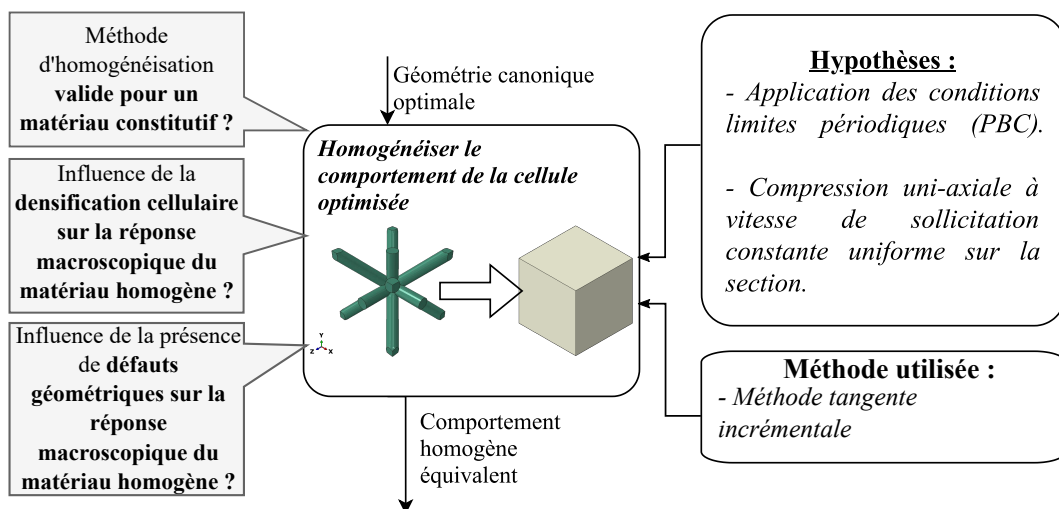 Méthode
d'homogénéisation
valide pour un
matériau constitutif ?
Influence de la
densification cellulaire
sur la réponse
macroscopique du
matériau homogène ?
Influence de la présence
de défauts
géométriques sur la
réponse
macroscopique du
matériau homogène ?
Géométrie canonique
optimale
Homogénéiser le
comportement de la cellule
optimisée
Y
Z
X
Comportement
homogène
équivalent
Hypothèses :
- Application des conditions
limites périodiques (PBC).
- Compression uni-axiale à
vitesse de sollicitation
constante uniforme sur la
section.
Méthode utilisée :
- Méthode tangente
incrémentale